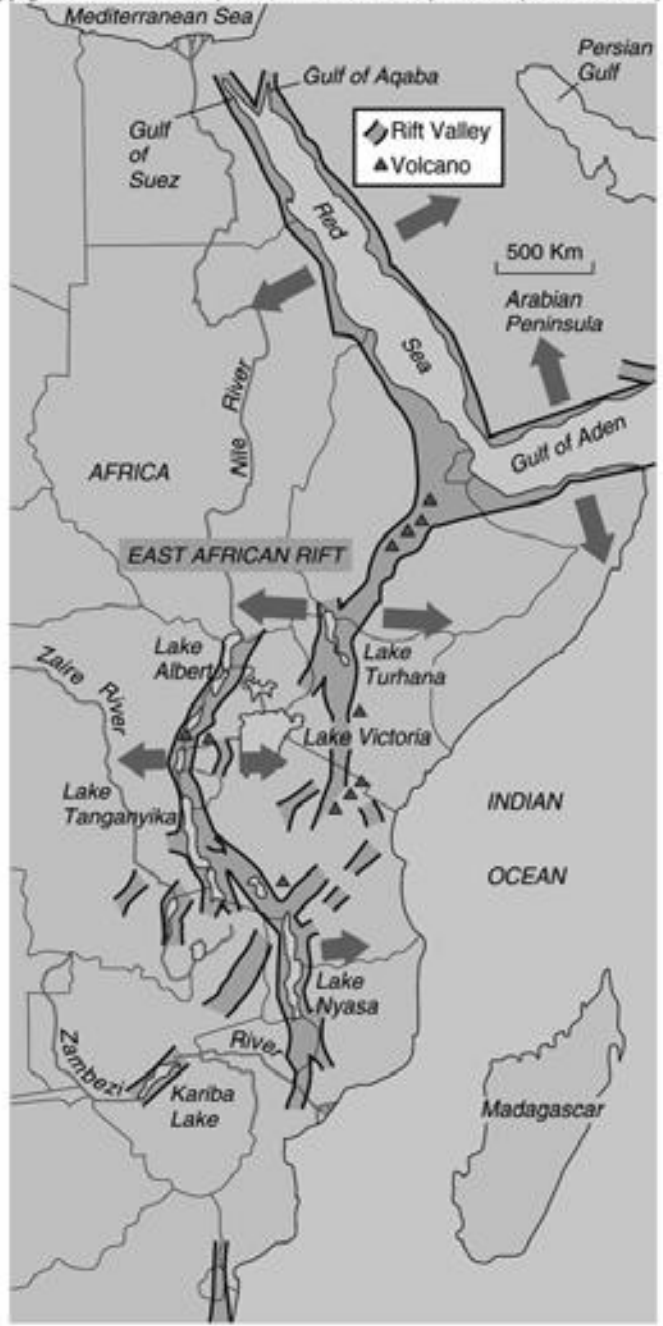 Mediterranean Sea
Persian
Gulf
Gulf of Aqaba
Gulf
of
Suez
Rift Valley
Volcano
Red
Sea
500 Km
Arabian
Peninsula
Nile River
AFRICA
Gulf of Aden
EAST AFRICAN RIFT
Lake
Albert
Zaire River
Lake
Turhana
Lake Victoria
Lake
Tanganyika
INDIAN
OCEAN
Lake
Nyasa
Zambezi River
Kariba
Lake
Madagascar